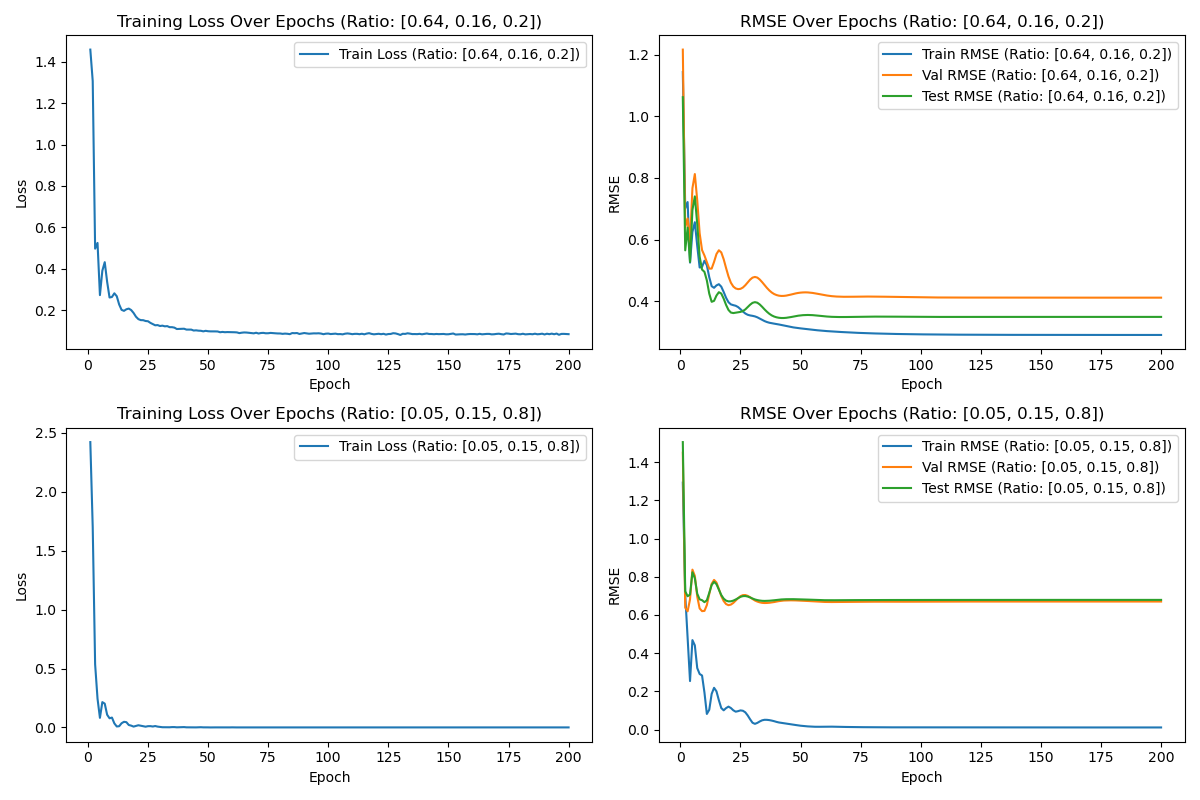 Training Loss Over Epochs (Ratio: [0.64, 0.16, 0.2])
Train Loss (Ratio: [0.64, 0.16, 0.2])
1.4
1.2
1.0
0.8
0.6
0.4
0.2
Loss
0 25 50 75 100 125 150 175 200
Epoch
RMSE Over Epochs (Ratio: [0.64, 0.16, 0.2])
Train RMSE (Ratio: [0.64, 0.16, 0.2])
Val RMSE (Ratio: [0.64, 0.16, 0.2])
Test RMSE (Ratio: [0.64, 0.16, 0.2])
1.2
1.0
0.8
0.6
0.4
RMSE
0 25 50 75 100 125 150 175 200
Epoch
Training Loss Over Epochs (Ratio: [0.05, 0.15, 0.8])
Train Loss (Ratio: [0.05, 0.15, 0.8])
2.5
2.0
1.5
1.0
0.5
0.0
Loss
0 25 50 75 100 125 150 175 200
Epoch
RMSE Over Epochs (Ratio: [0.05, 0.15, 0.8])
Train RMSE (Ratio: [0.05, 0.15, 0.8])
Val RMSE (Ratio: [0.05, 0.15, 0.8])
Test RMSE (Ratio: [0.05, 0.15, 0.8])
1.4
1.2
1.0
0.8
0.6
0.4
0.2
0.0
RMSE
0 25 50 75 100 125 150 175 200
Epoch